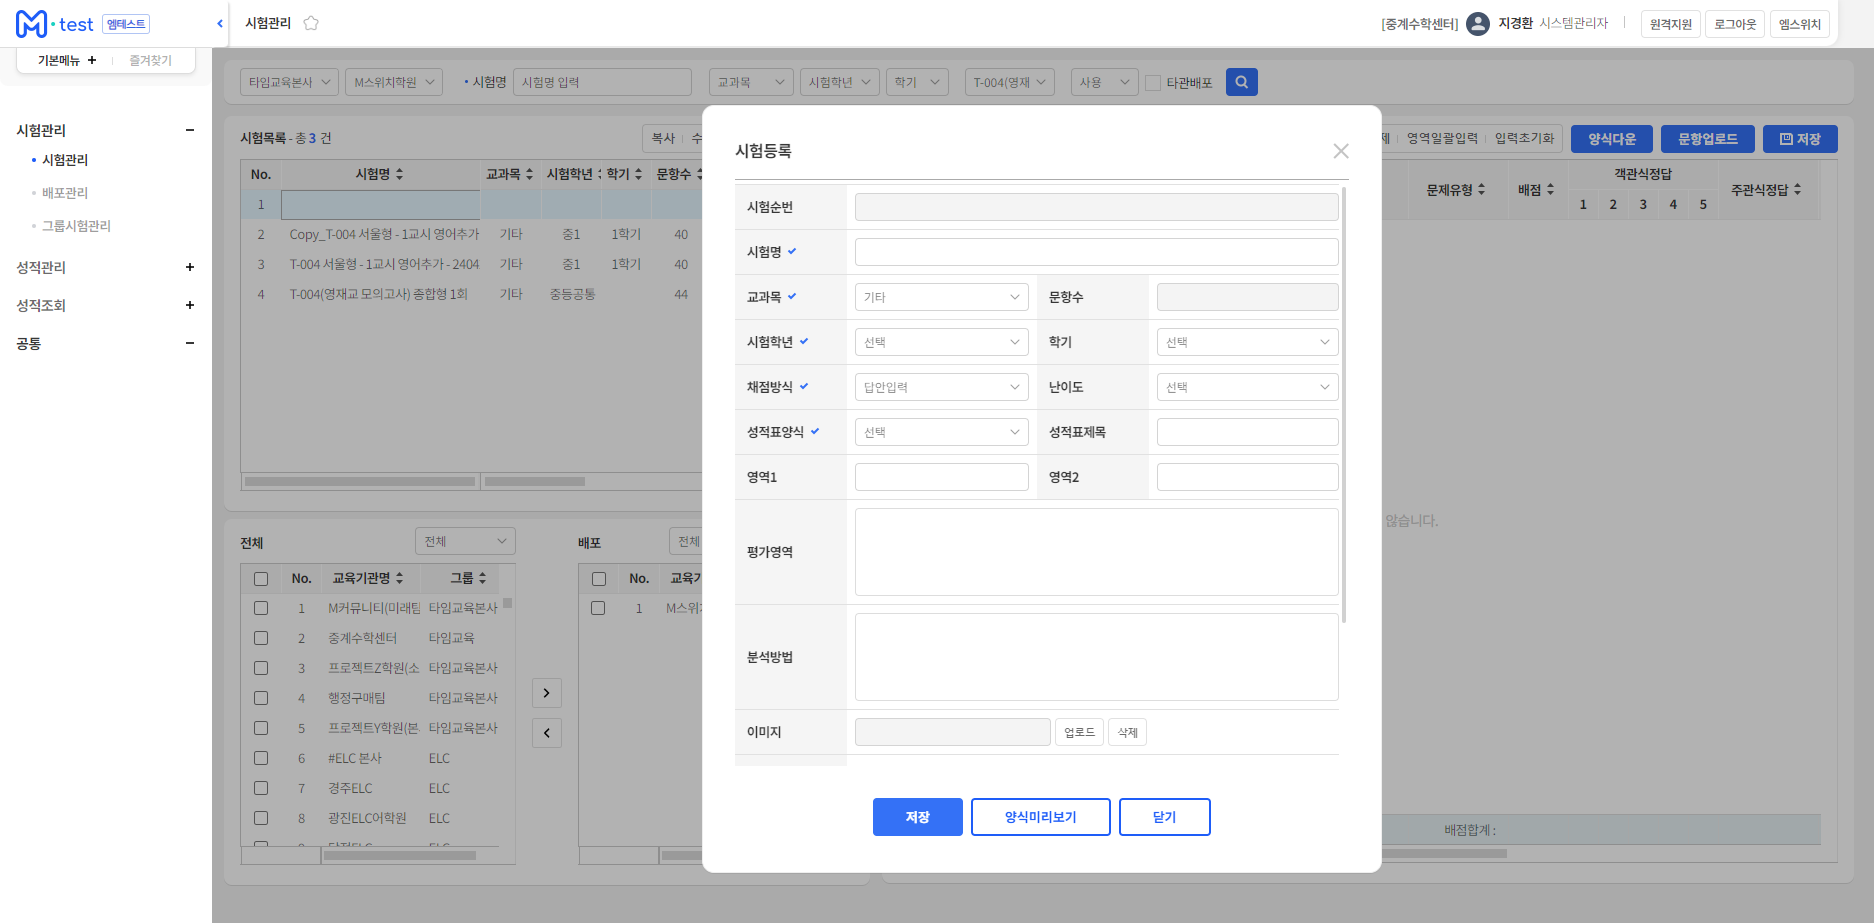 M·test 엠테스트
시험관리
[중계수학센터] 지경환 시스템관리자 원격지원 로그아웃 엠스위치
기본메뉴 + 즐겨찾기
시험관리
시험관리
배포관리
그룹시험관리
성적관리
성적조회
공통
타임교육본사 M스위치학원 시험명 시험명 입력 교과목 시험학년 학기 T-004(영재 사용 타관배포
시험목록 - 총 3 건
복사 수
No. 시험명 교과목 시험학년 학기 문항수
1
2 Copy_T-004 서울형 - 1교시 영어추가 기타 중1 1학기 40
3 T-004 서울형 - 1교시 영어추가 - 2404 기타 중1 1학기 40
4 T-004(영재교 모의고사) 종합형 1회 기타 중등공통 44
제 영역일괄입력 입력초기화 양식다운 문항업로드 저장
문제유형 배점 객관식정답 주관식정답
1 2 3 4 5
않습니다.
배점합계 :
전체 전체
No. 교육기관명 그룹
1 M커뮤니티(미래팀 타임교육본사
2 중계수학센터 타임교육
3 프로젝트Z학원(소 타임교육본사
4 행정구매팀 타임교육본사
5 프로젝트Y학원(본 타임교육본사
6 #ELC 본사 ELC
7 경주ELC ELC
8 광진ELC어학원 ELC
배포 전체
No. 교육기
1 M스위치
시험등록
시험순번
시험명
교과목 기타 문항수
시험학년 선택 학기 선택
채점방식 답안입력 난이도 선택
성적표양식 선택 성적표제목
영역1 영역2
평가영역
분석방법
이미지 업로드 삭제
저장 양식미리보기 닫기